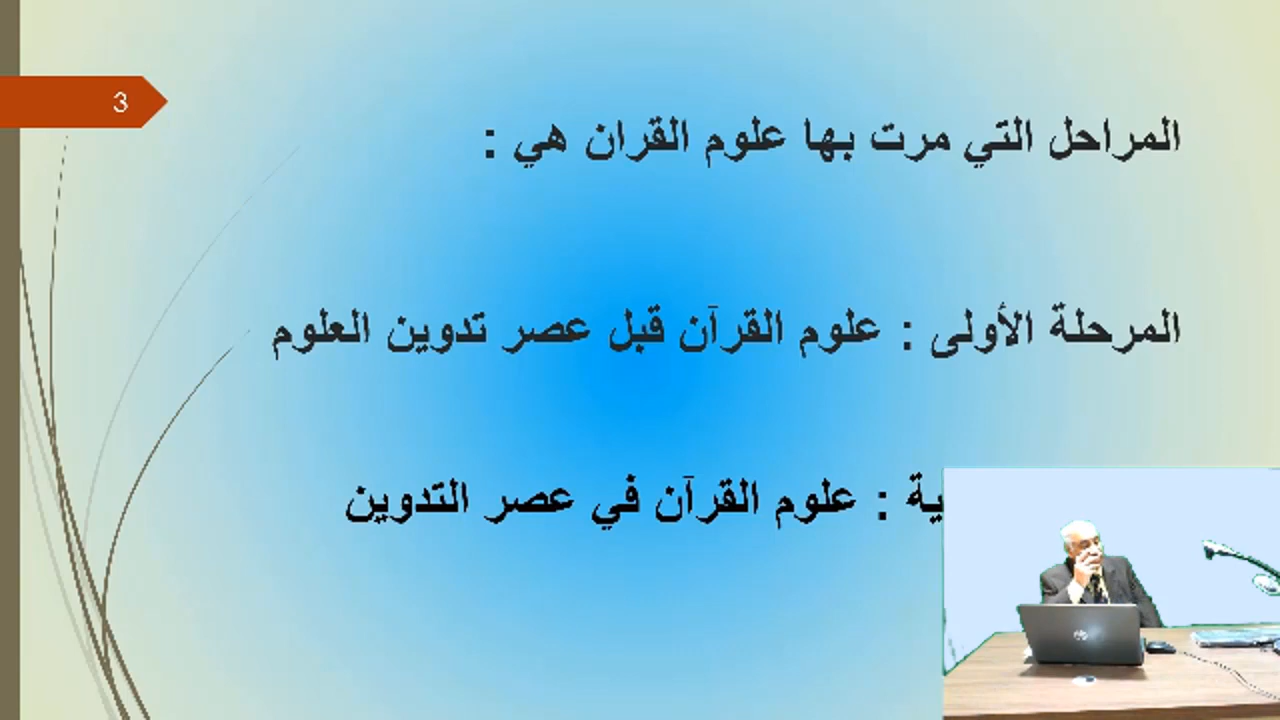 3
المراحل التي مرت بها علوم القران هي :
المرحلة الأولى : علوم القرآن قبل عصر تدوين العلوم
ية : علوم القرآن في عصر التدوين